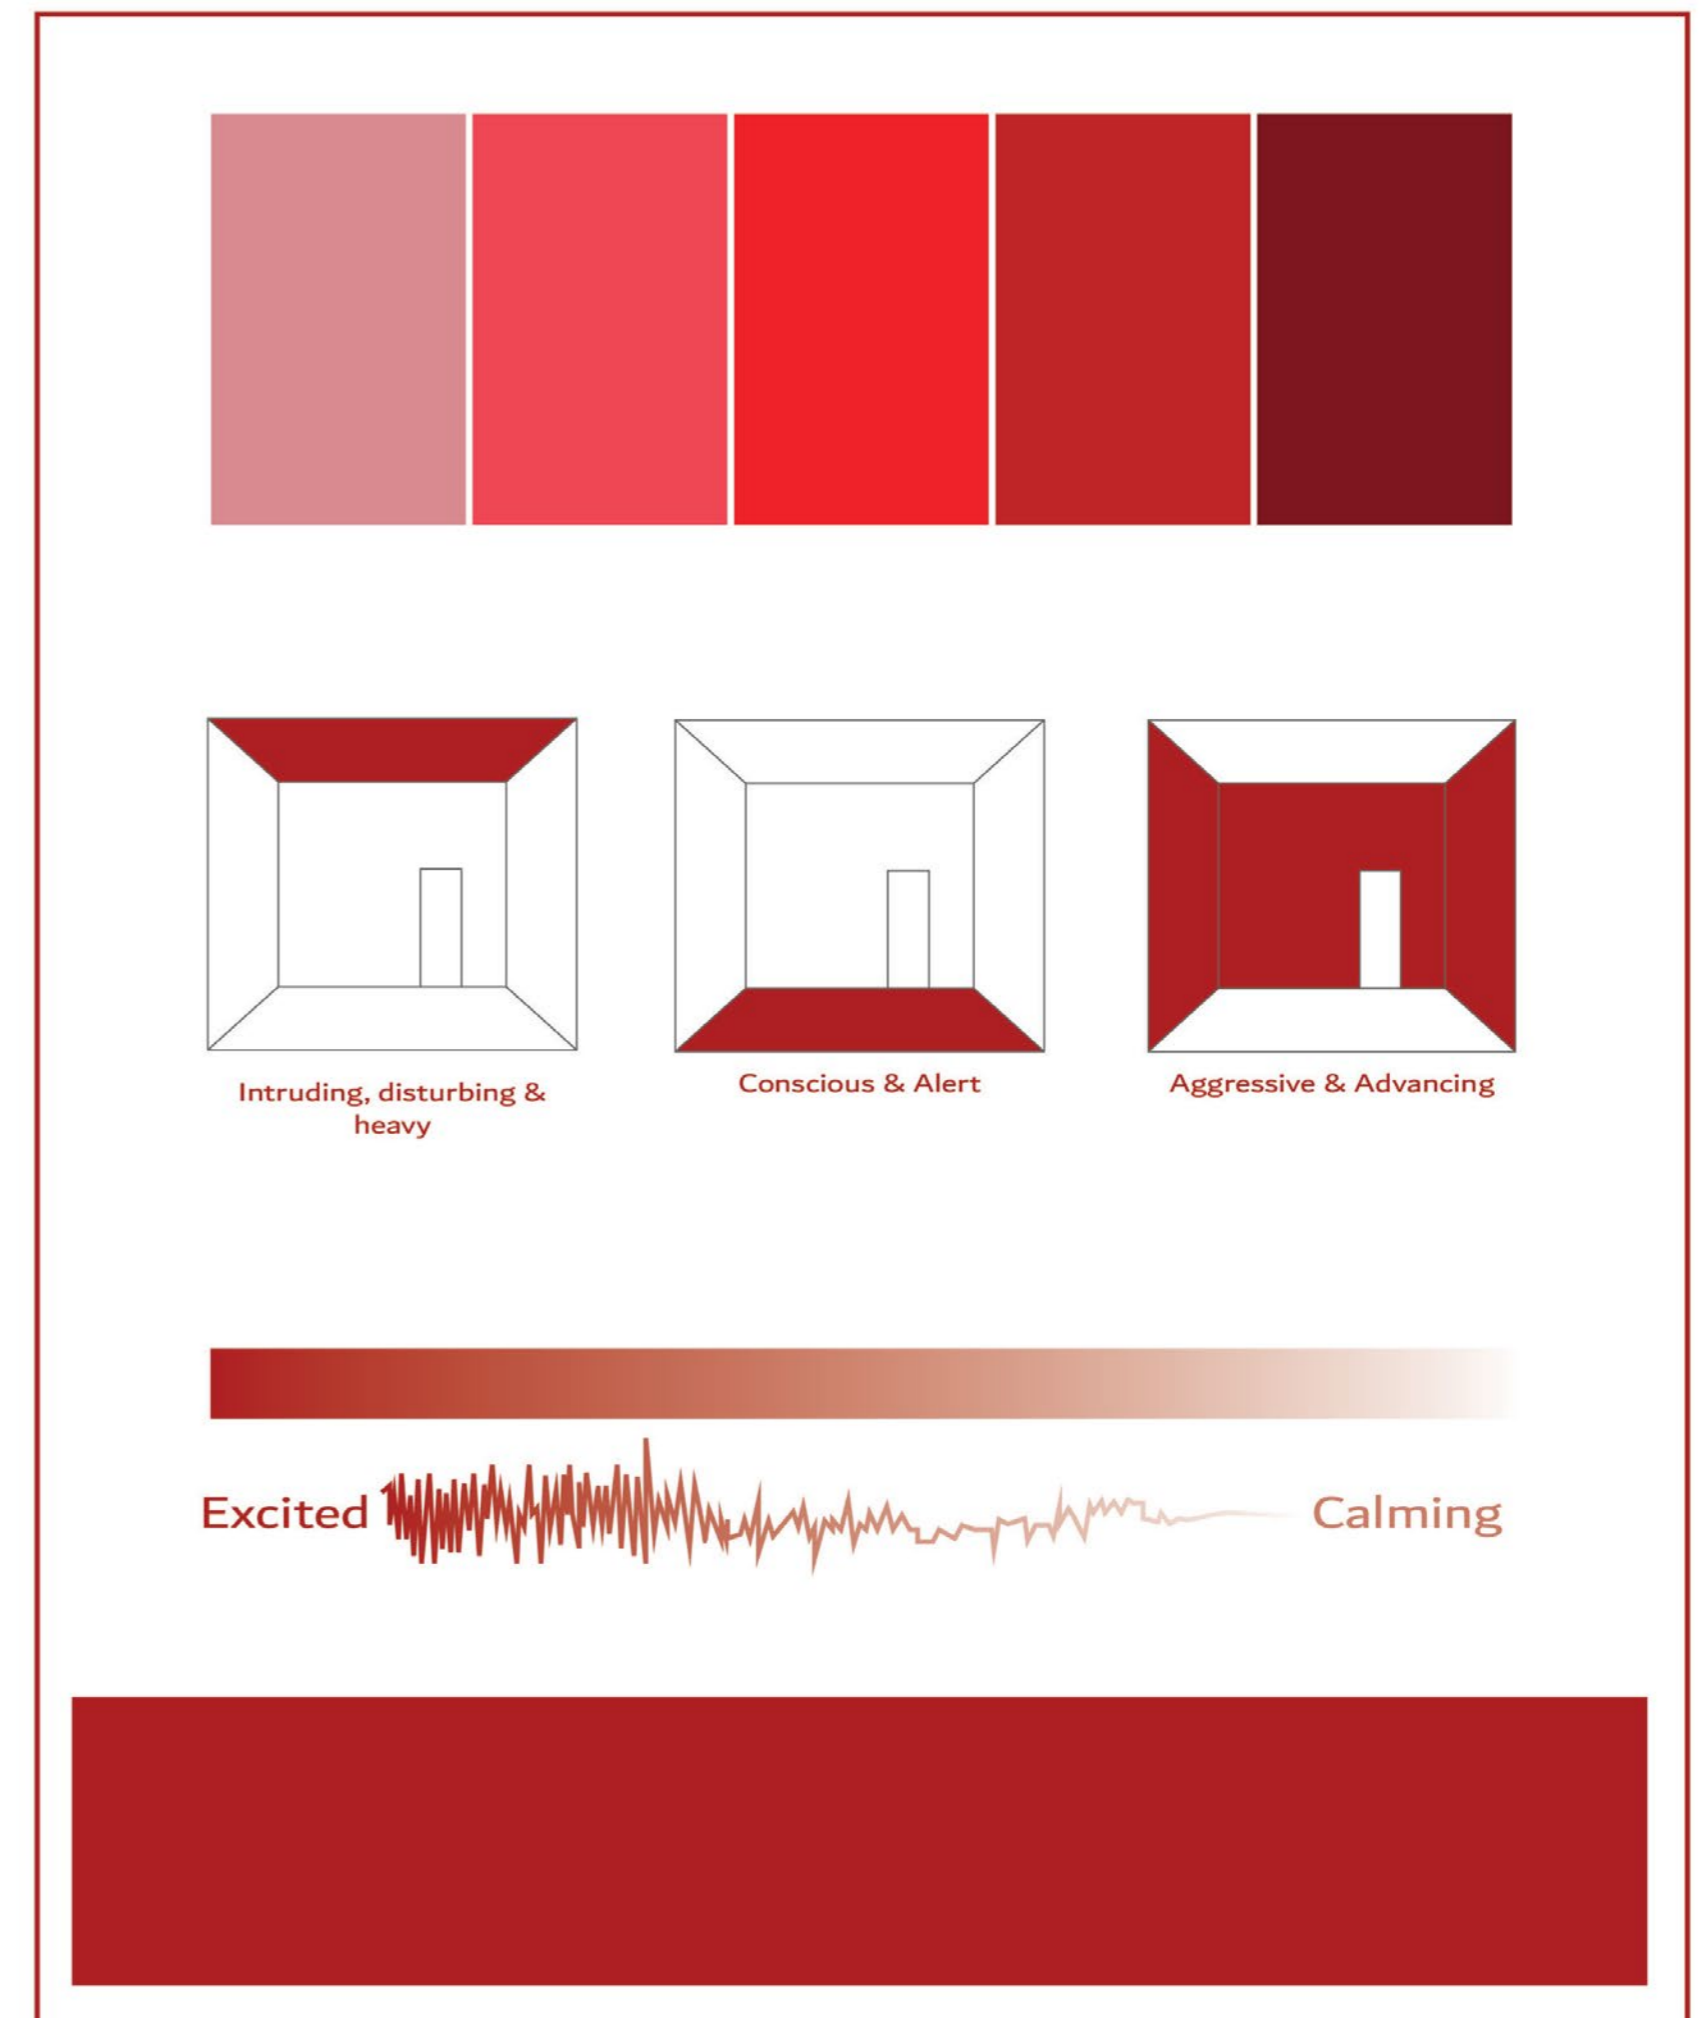 Intruding, disturbing &
heavy
Conscious & Alert
Aggressive & Advancing
Excited
Calming